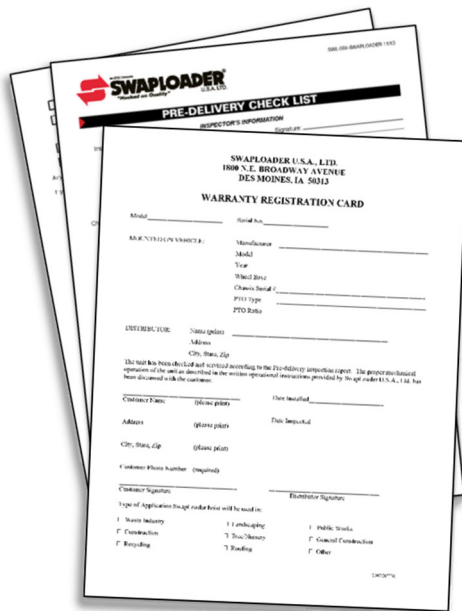 SWAPLOADER
U.S.A. LTD.
"Hooked on Quality"
PRE-DELIVERY CHECK LIST
INSPECTOR'S INFORMATION
Signature:
SWAPLOADER U.S.A., LTD.
1800 N.E. BROADWAY AVENUE
DES MOINES, IA 50313
WARRANTY REGISTRATION CARD
Model Serial No.
MOUNTED ON VEHICLE: Manufacturer
Model
Year
Wheel Base
Chassis Serial #
PTO Type
PTO Ratio
DISTRIBUTOR: Name (print)
Address
City, State, Zip
The unit has been checked and serviced according to the Pre-delivery inspection report. The proper mechanical
operation of the unit as described in the written operational instructions provided by SwapLoader U.S.A., Ltd. has
been discussed with the customer.
Customer Name (please print) Date Installed
Address (please print) Date Inspected
City, State, Zip (please print)
Customer Phone Number (required)
Customer Signature Distributor Signature
Type of Application SwapLoader hoist will be used in:
Waste Industry Landscaping Public Works
Construction Tree/Nursery General Construction
Recycling Roofing Other